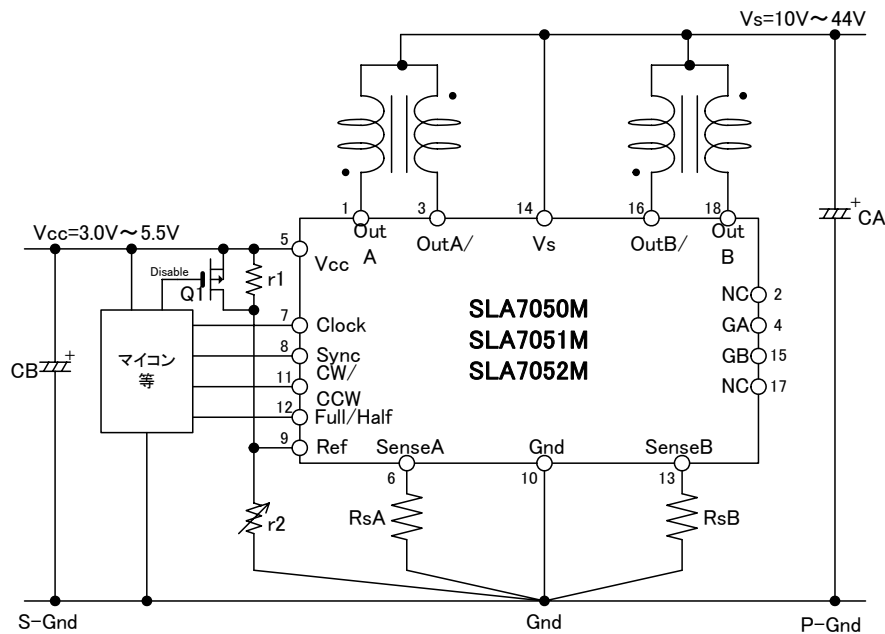 Vs=10V～44V
CA
1
3
14
16
18
Out
A
OutA/
Vs
OutB/
Out
B
Vcc=3.0V～5.5V
5
Vcc
Disable
Q1
r1
NC
2
SLA7050M
SLA7051M
SLA7052M
7
Clock
GA
4
8
Sync
GB
15
CB
マイコン
等
11
CW/
CCW
NC
17
12
Full/Half
9
Ref
SenseA
Gnd
SenseB
6
10
13
r2
RsA
RsB
S-Gnd
Gnd
P-Gnd